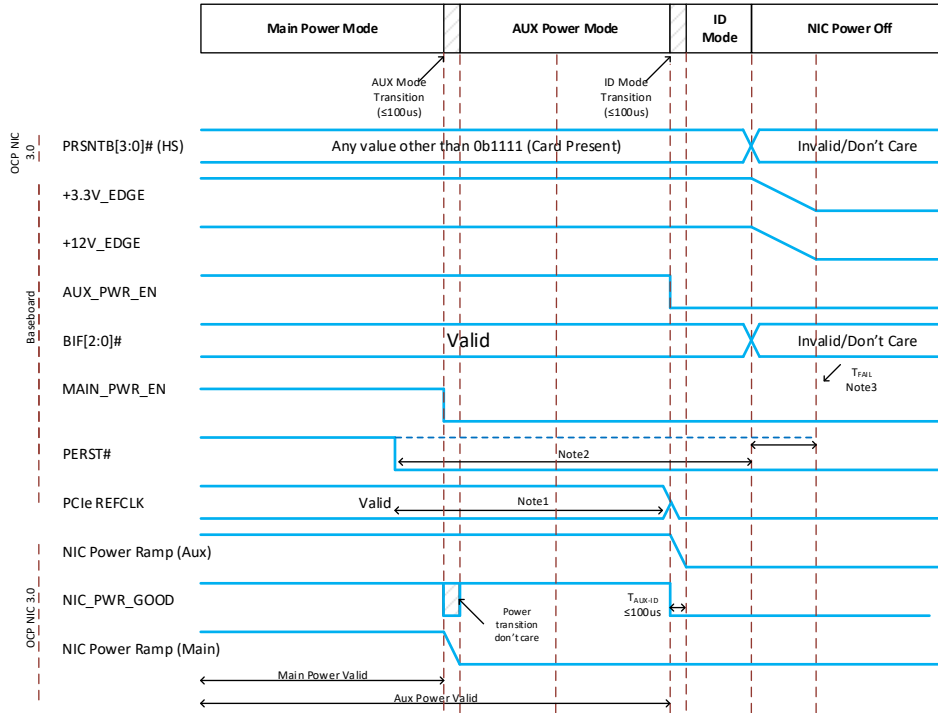 Main Power Mode
AUX Power Mode
ID
Mode
NIC Power Off
AUX Mode
Transition
(≤100us)
ID Mode
Transition
(≤100us)
OCP NIC
3.0
PRSNTB[3:0]# (HS)
Any value other than 0b1111 (Card Present)
Invalid/Don't Care
+3.3V_EDGE
+12V_EDGE
AUX_PWR_EN
Baseboard
BIF[2:0]#
Valid
Invalid/Don't Care
TFAIL
Note3
MAIN_PWR_EN
PERST#
Note2
PCIe REFCLK
Valid
Note1
NIC Power Ramp (Aux)
OCP NIC 3.0
NIC_PWR_GOOD
Power
transition
don't care
TAUX-ID
≤100us
NIC Power Ramp (Main)
Main Power Valid
Aux Power Valid